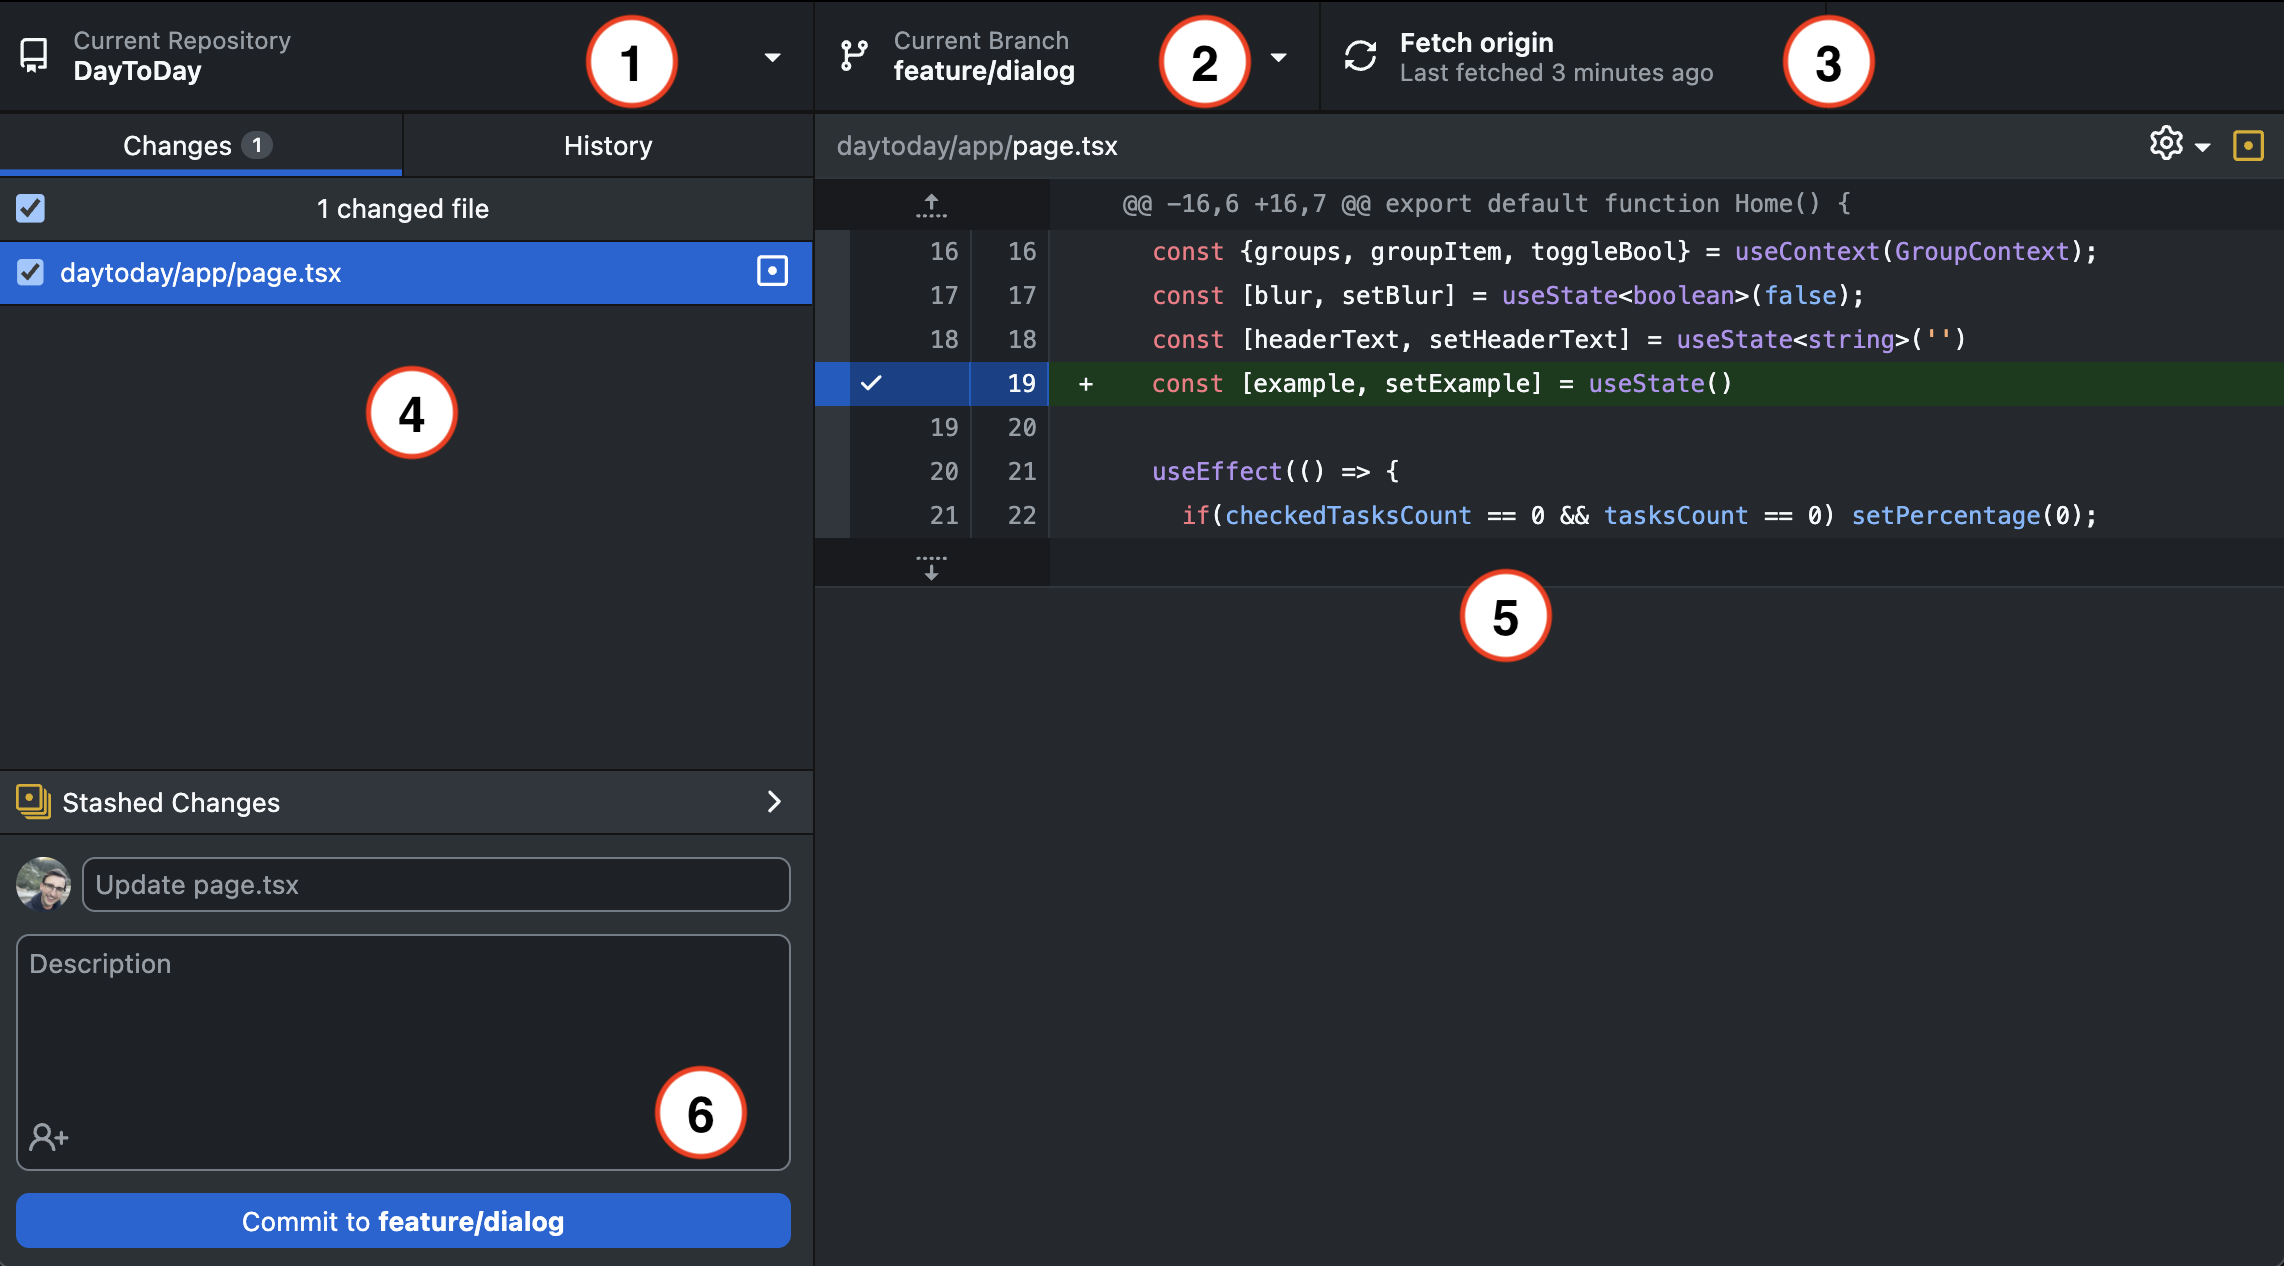 Current Repository
DayToDay
1
Current Branch
feature/dialog
2
Fetch origin
Last fetched 3 minutes ago
3
Changes 1
History
daytoday/app/page.tsx
1 changed file
daytoday/app/page.tsx
4
@@ -16,6 +16,7 @@ export default function Home() {
16 16 const {groups, groupItem, toggleBool} = useContext(GroupContext);
17 17 const [blur, setBlur] = useState<boolean>(false);
18 18 const [headerText, setHeaderText] = useState<string>('')
19 + const [example, setExample] = useState()
19 20
20 21 useEffect(() => {
21 22 if(checkedTasksCount == 0 && tasksCount == 0) setPercentage(0);
5
Stashed Changes
Update page.tsx
Description
6
Commit to feature/dialog